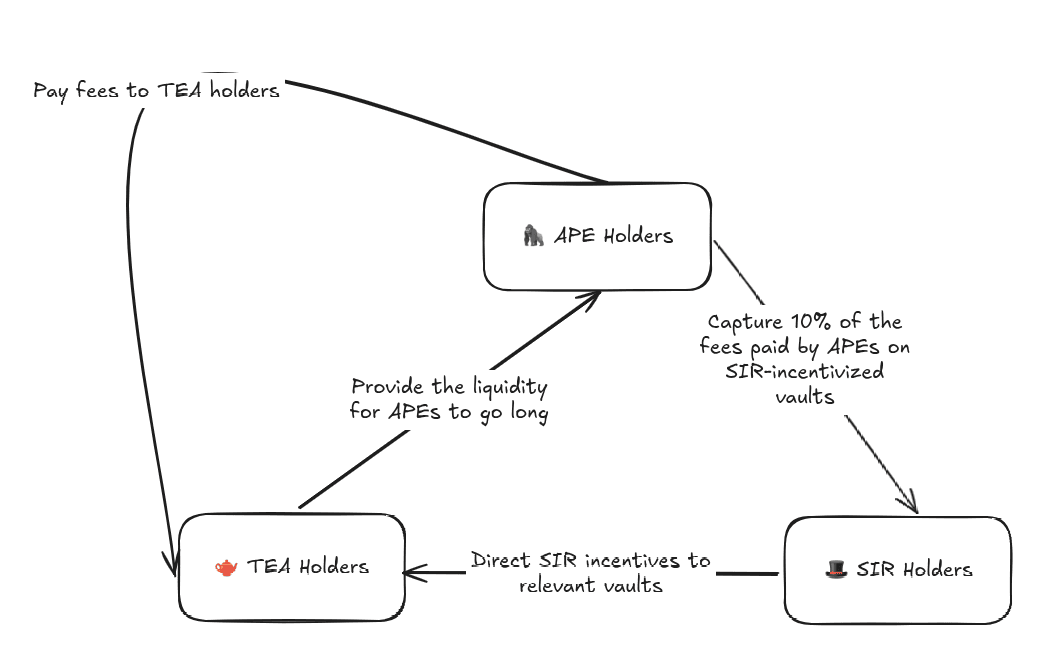 Pay fees to TEA holders
APE Holders
Capture 10% of the
fees paid by APEs on
SIR-incentivized
vaults
Provide the liquidity
for APEs to go long
TEA Holders
Direct SIR incentives to
relevant vaults
SIR Holders